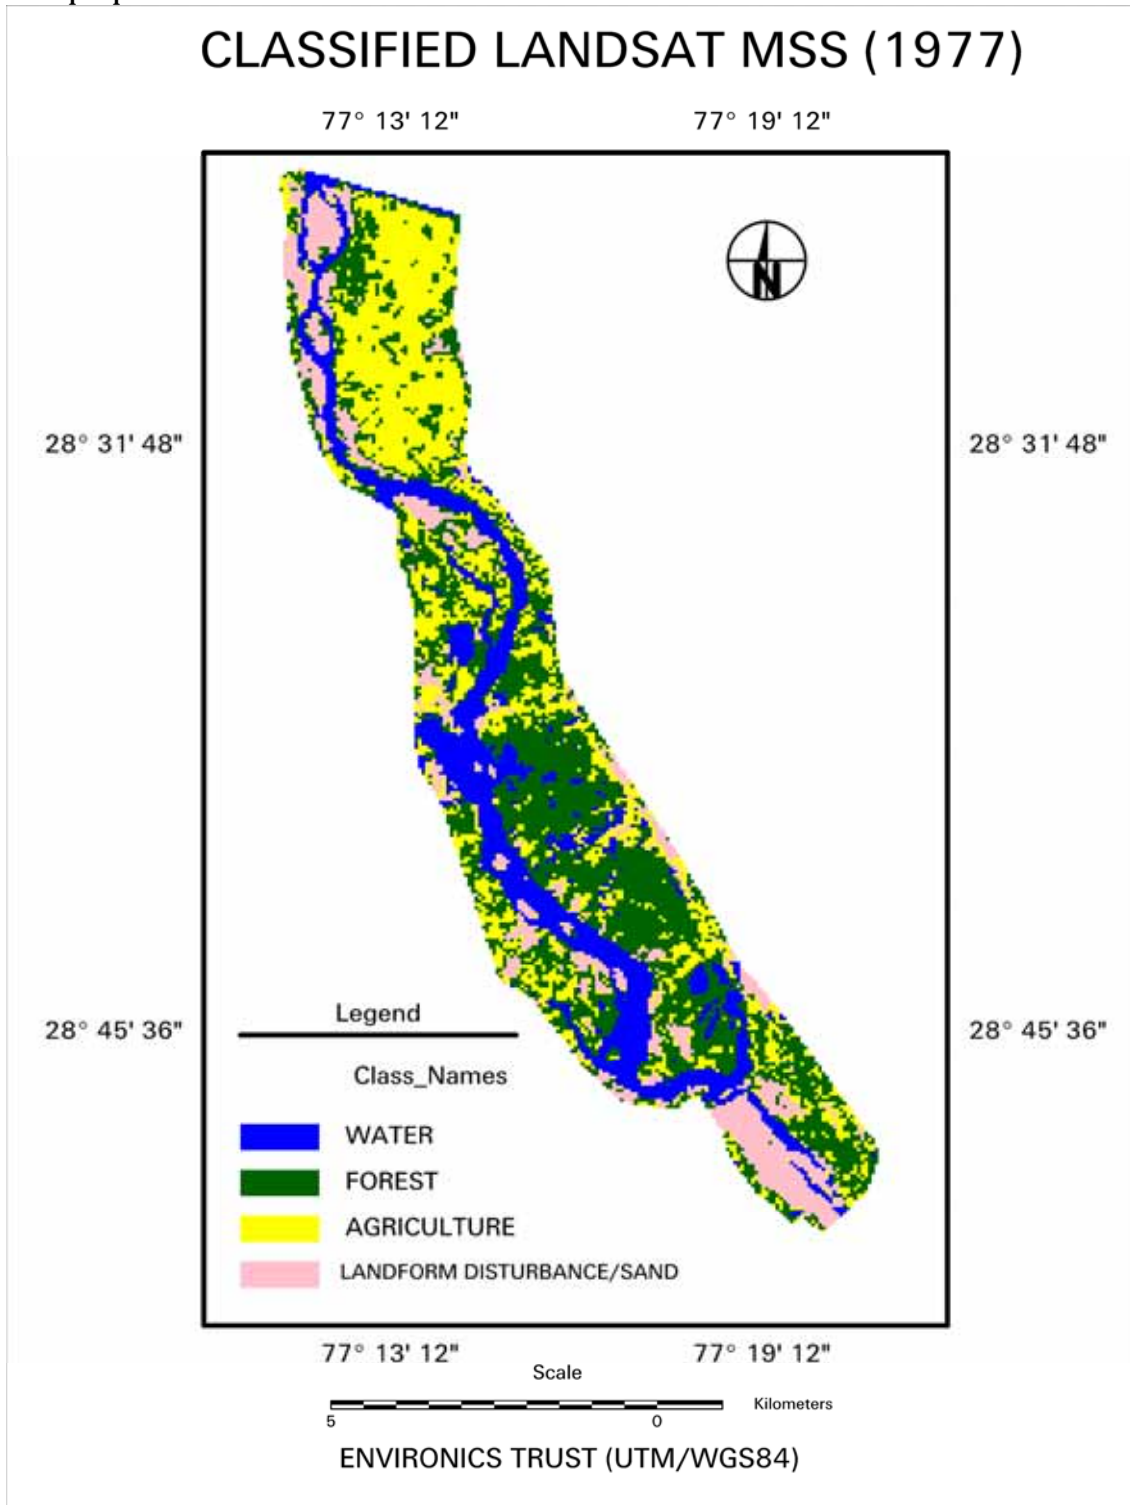 CLASSIFIED LANDSAT MSS (1977)
77° 13' 12" 77° 19' 12"
N
28° 31' 48" 28° 31' 48"
28° 45' 36" 28° 45' 36"
Legend
Class_Names
WATER
FOREST
AGRICULTURE
LANDFORM DISTURBANCE/SAND
77° 13' 12" 77° 19' 12"
Scale
Kilometers
5 0
ENVIRONICS TRUST (UTM/WGS84)